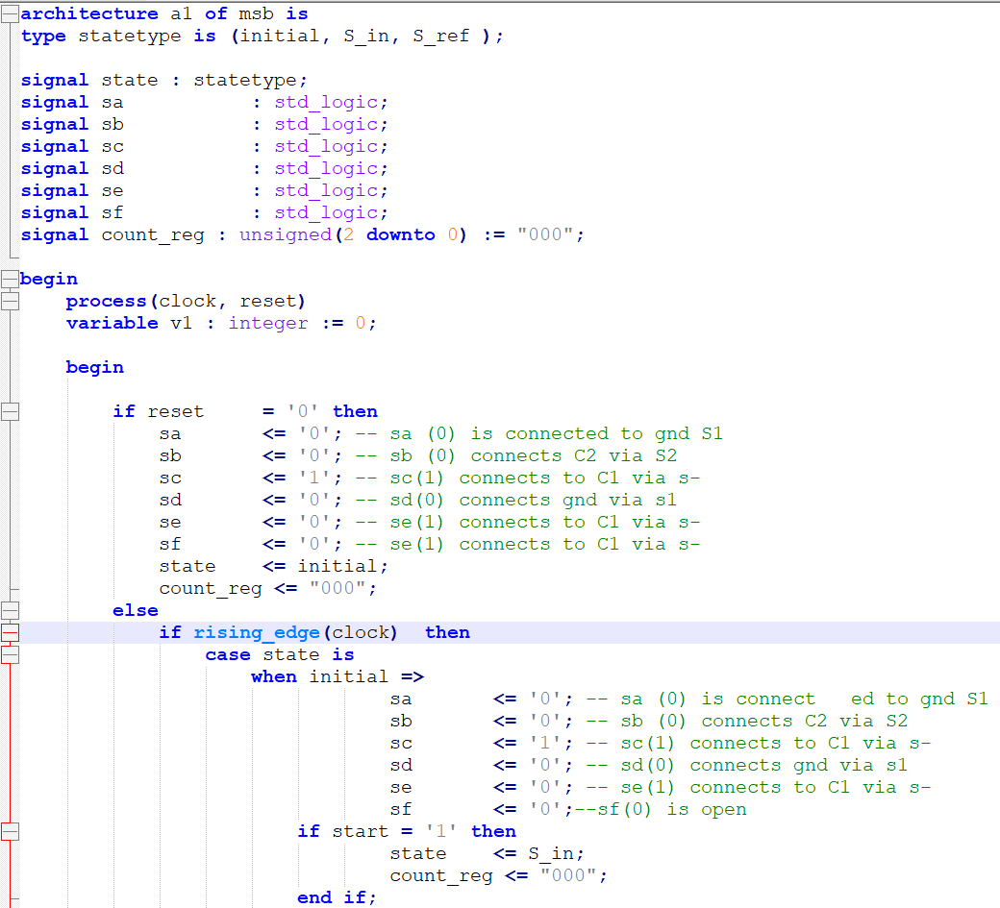 architecture a1 of msb is
type statetype is (initial, S_in, S_ref );
signal state : statetype;
signal sa : std_logic;
signal sb : std_logic;
signal sc : std_logic;
signal sd : std_logic;
signal se : std_logic;
signal sf : std_logic;
signal count_reg : unsigned(2 downto 0) := "000";
begin
process(clock, reset)
variable v1 : integer := 0;
begin
if reset = '0' then
sa <= '0'; -- sa (0) is connected to gnd S1
sb <= '0'; -- sb (0) connects C2 via S2
sc <= '1'; -- sc(1) connects to C1 via s-
sd <= '0'; -- sd(0) connects gnd via s1
se <= '0'; -- se(1) connects to C1 via s-
sf <= '0'; -- se(1) connects to C1 via s-
state <= initial;
count_reg <= "000";
else
if rising_edge(clock) then
case state is
when initial =>
sa <= '0'; -- sa (0) is connect ed to gnd S1
sb <= '0'; -- sb (0) connects C2 via S2
sc <= '1'; -- sc(1) connects to C1 via s-
sd <= '0'; -- sd(0) connects gnd via s1
se <= '0'; -- se(1) connects to C1 via s-
sf <= '0';--sf(0) is open
if start = '1' then
state <= S_in;
count_reg <= "000";
end if;